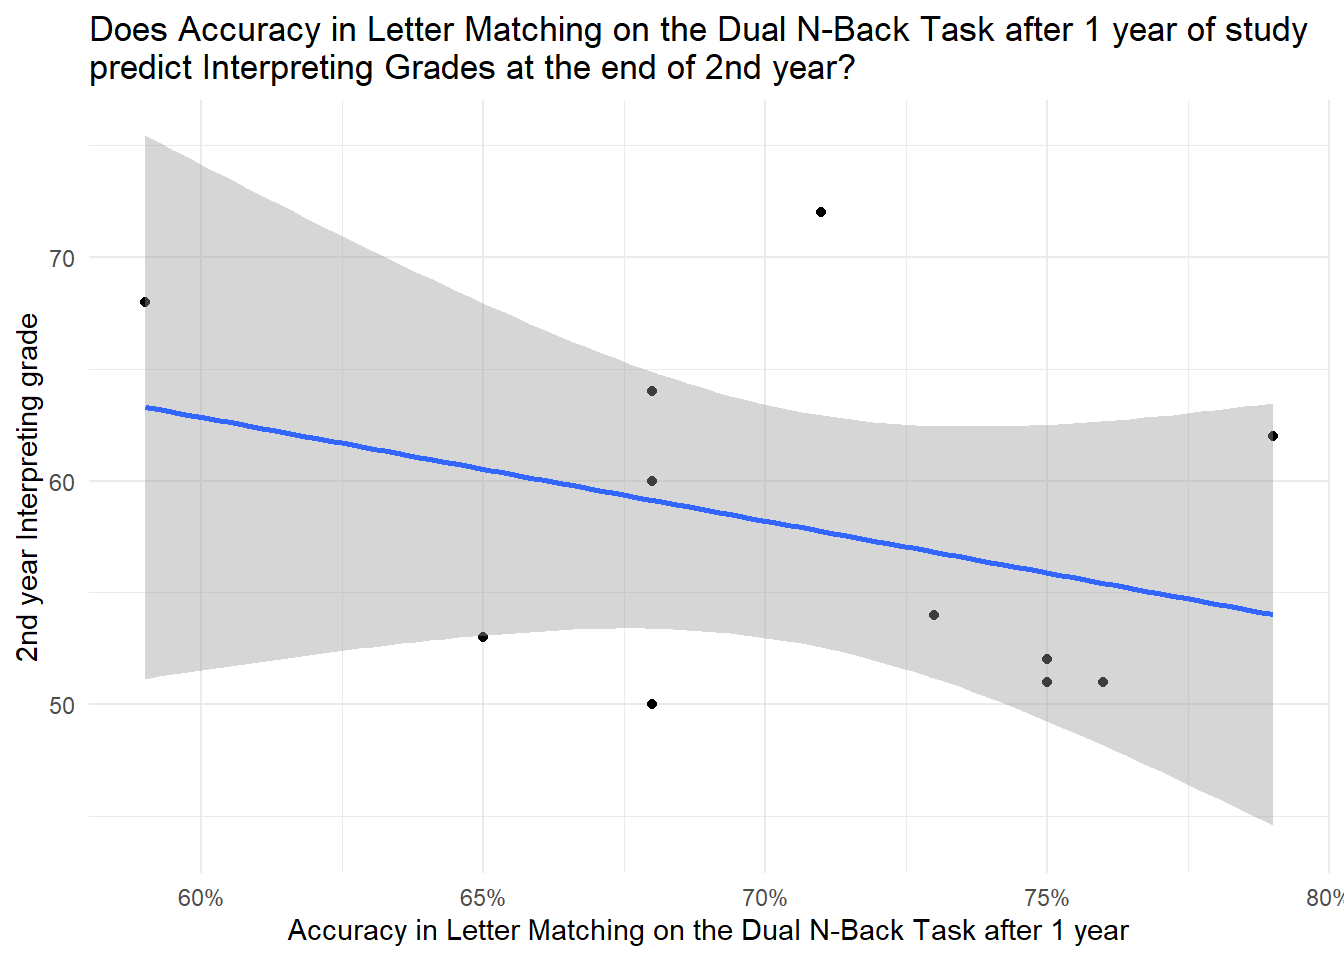 Does Accuracy in Letter Matching on the Dual N-Back Task after 1 year of study
predict Interpreting Grades at the end of 2nd year?
2nd year Interpreting grade
70
60
50
60%
65%
70%
75%
80%
Accuracy in Letter Matching on the Dual N-Back Task after 1 year